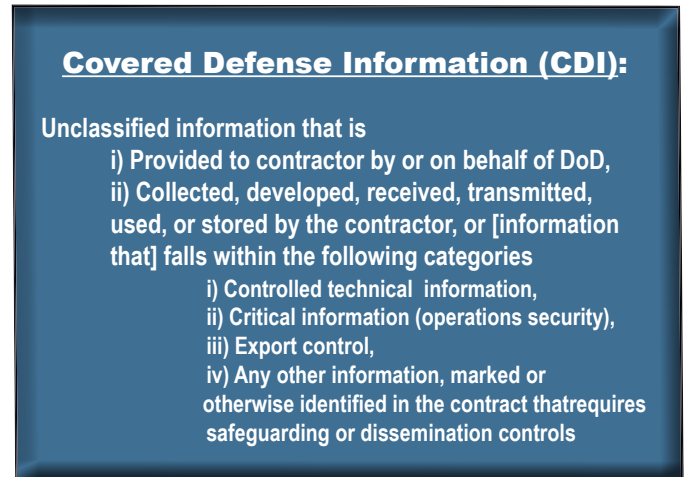 Covered Defense Information (CDI):
Unclassified information that is
i) Provided to contractor by or on behalf of DoD,
ii) Collected, developed, received, transmitted,
used, or stored by the contractor, or [information
that] falls within the following categories
i) Controlled technical information,
ii) Critical information (operations security),
iii) Export control,
iv) Any other information, marked or
otherwise identified in the contract thatrequires
safeguarding or dissemination controls